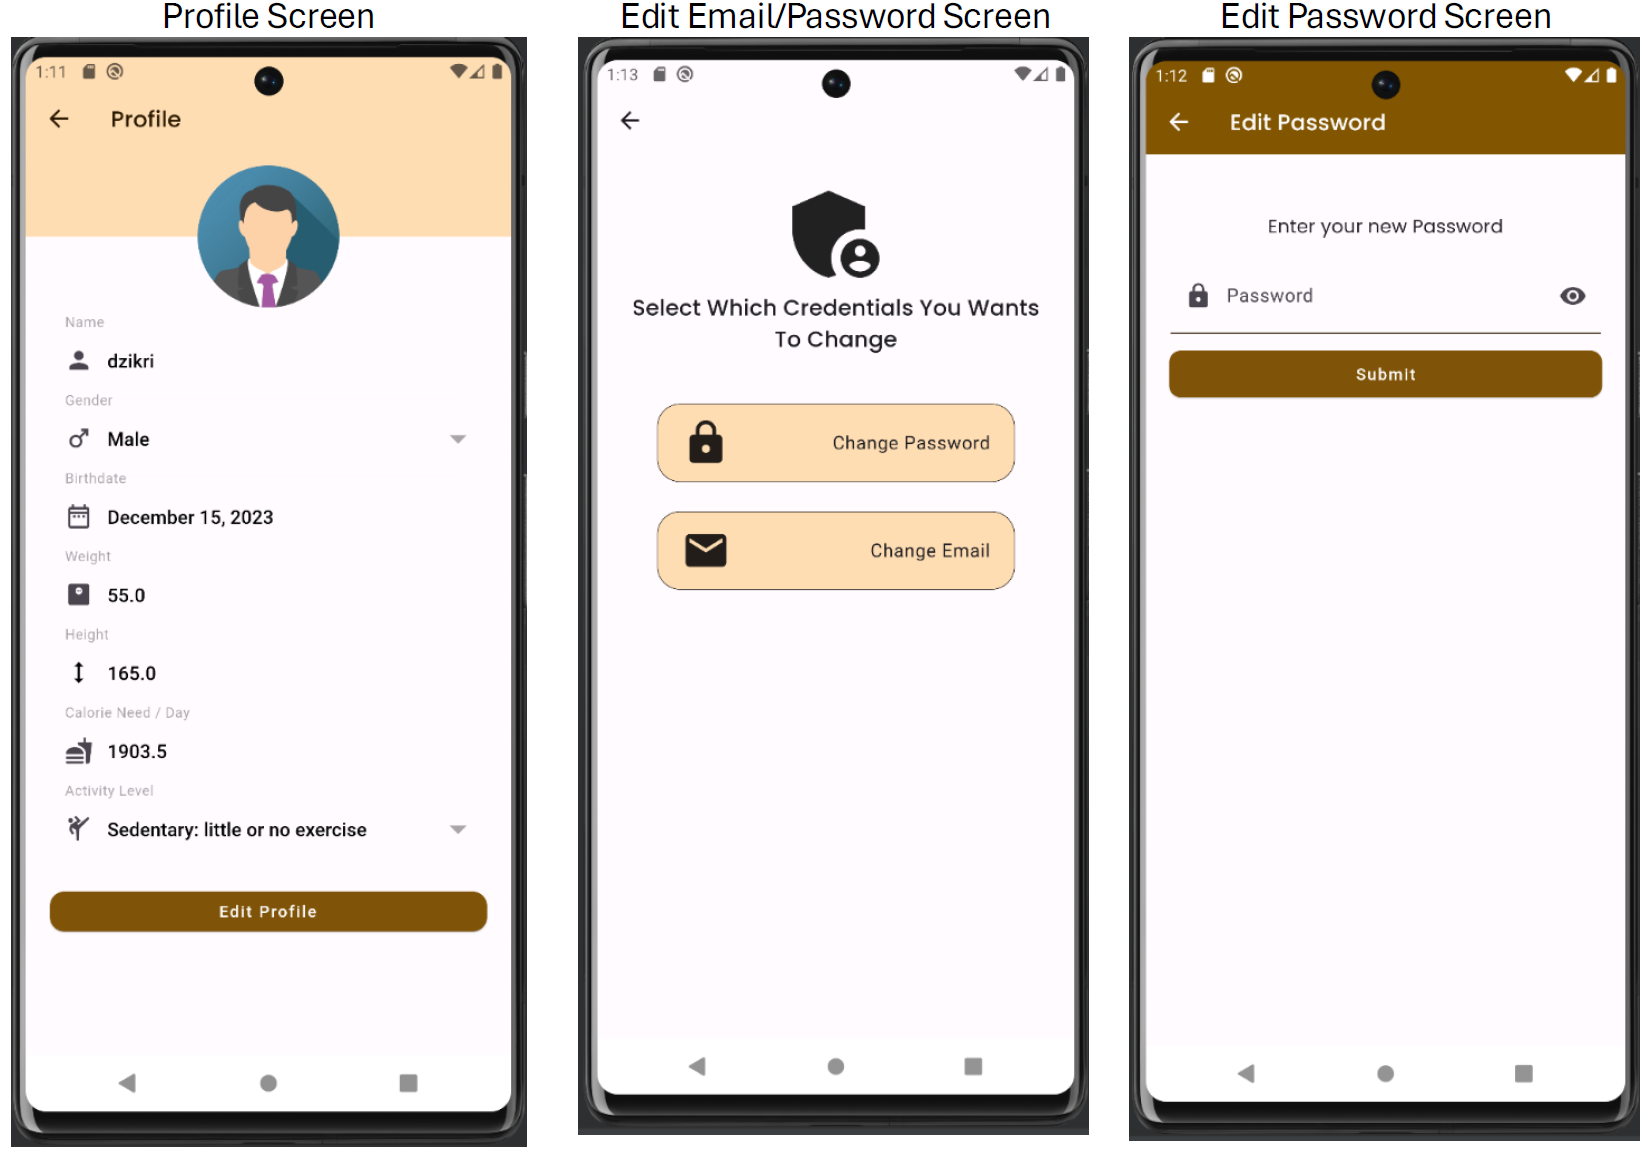 Profile Screen
1:11
Profile
Name
dzikri
Gender
Male
Birthdate
December 15, 2023
Weight
55.0
Height
165.0
Calorie Need / Day
1903.5
Activity Level
Sedentary: little or no exercise
Edit Profile
Edit Email/Password Screen
1:13
Select Which Credentials You Wants
To Change
Change Password
Change Email
Edit Password Screen
1:12
Edit Password
Enter your new Password
Password
Submit